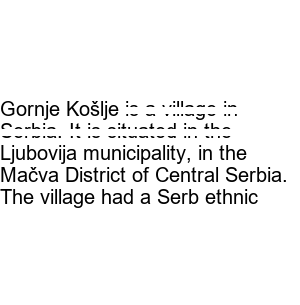 Gornje Košlje is a village in
Serbia. It is situated in the
Ljubovija municipality, in the
Mačva District of Central Serbia.
The village had a Serb ethnic